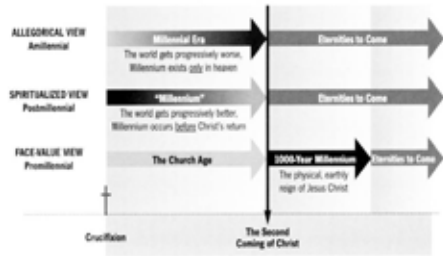 ALLEGORICAL VIEW
Amillennial
Millennial Era
Eternities to Come
The world gets progressively worse,
Millennium exists only in heaven
SPIRITUALIZED VIEW
Postmillennial
"Millennium"
Eternities to Come
The world gets progressively better,
Millennium occurs before Christ's return
FACE-VALUE VIEW
Premillennial
The Church Age
1000-Year Millennium
Eternities to Come
The physical, earthly
reign of Jesus Christ
Crucifixion
The Second
Coming of Christ